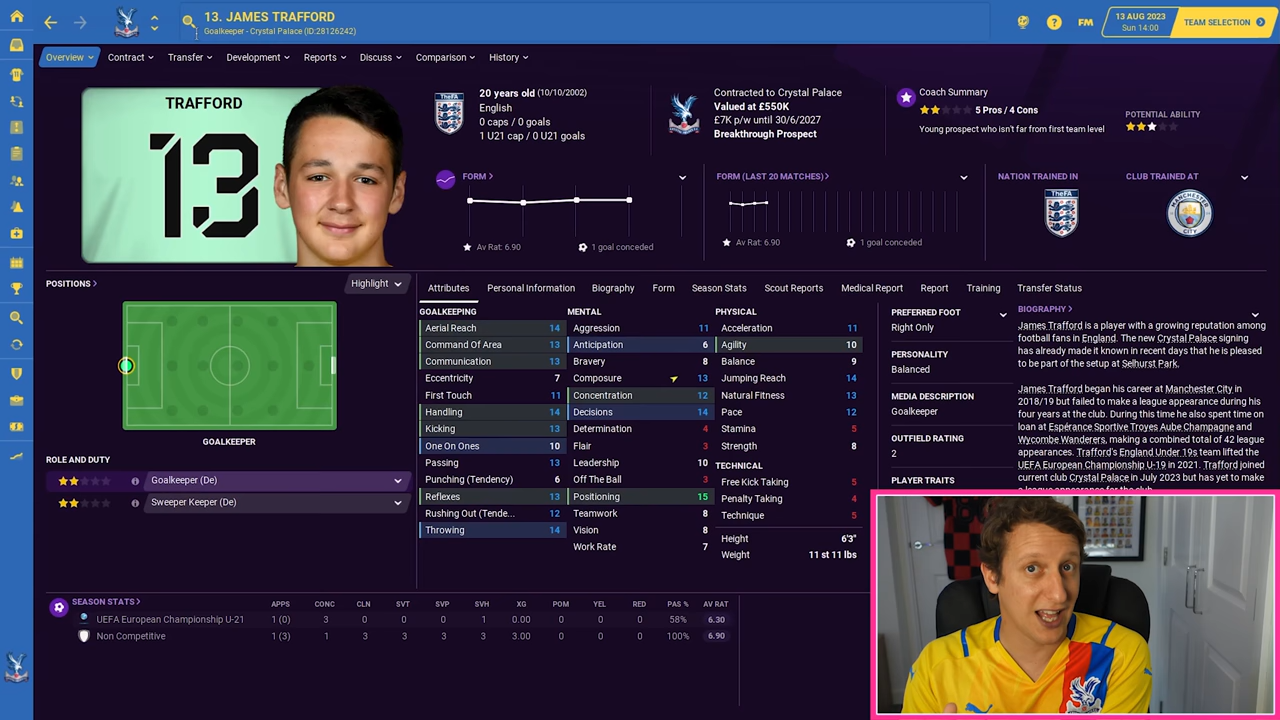 13. JAMES TRAFFORD
Goalkeeper - Crystal Palace (ID:28126242)
FM
13 AUG 2023
Sun 14:00
TEAM SELECTION
Overview
Contract
Transfer
Development
Reports
Discuss
Comparison
History
TRAFFORD
13
20 years old (10/10/2002)
English
0 caps / 0 goals
1 U21 cap / 0 U21 goals
Contracted to Crystal Palace
Valued at £550K
£7K p/w until 30/6/2027
Breakthrough Prospect
Coach Summary
5 Pros / 4 Cons
Young prospect who isn't far from first team level
POTENTIAL ABILITY
FORM
Av Rat: 6.90
1 goal conceded
FORM (LAST 20 MATCHES)
Av Rat: 6.90
1 goal conceded
NATION TRAINED IN
CLUB TRAINED AT
POSITIONS
Highlight
GOALKEEPER
ROLE AND DUTY
Goalkeeper (De)
Sweeper Keeper (De)
Attributes
Personal Information
Biography
Form
Season Stats
Scout Reports
Medical Report
Report
Training
Transfer Status
GOALKEEPING
Aerial Reach 14
Command Of Area 13
Communication 13
Eccentricity 7
First Touch 11
Handling 14
Kicking 13
One On Ones 10
Passing 13
Punching (Tendency) 6
Reflexes 13
Rushing Out (Tende... 12
Throwing 14
MENTAL
Aggression 11
Anticipation 6
Bravery 8
Composure 13
Concentration 12
Decisions 14
Determination 4
Flair 3
Leadership 10
Off The Ball 3
Positioning 15
Teamwork 8
Vision 8
Work Rate 7
PHYSICAL
Acceleration 11
Agility 10
Balance 9
Jumping Reach 14
Natural Fitness 13
Pace 12
Stamina 5
Strength 8
TECHNICAL
Free Kick Taking 5
Penalty Taking 4
Technique 5
Height 6'3"
Weight 11 st 11 lbs
PREFERRED FOOT
Right Only
PERSONALITY
Balanced
MEDIA DESCRIPTION
Goalkeeper
OUTFIELD RATING
2
PLAYER TRAITS
BIOGRAPHY
James Trafford is a player with a growing reputation among
football fans in England. The new Crystal Palace signing
has already made it known in recent days that he is pleased
to be part of the setup at Selhurst Park.
James Trafford began his career at Manchester City in
2018/19 but failed to make a league appearance during his
four years at the club. During this time he also spent time on
loan at Espérance Sportive Troyes Aube Champagne and
Wycombe Wanderers, making a combined total of 42 league
appearances. Trafford's England Under 19s team lifted the
UEFA European Championship U-19 in 2021. Trafford joined
current club Crystal Palace in July 2023 but has yet to make
SEASON STATS
APPS CONC CLN SVT SVP SVH XG POM YEL RED PAS % AV RAT
UEFA European Championship U-21 1 (0) 3 0 0 0 1 0.00 0 0 0 58% 6.30
Non Competitive 1 (3) 1 3 3 3 3 3.00 0 0 0 100% 6.90